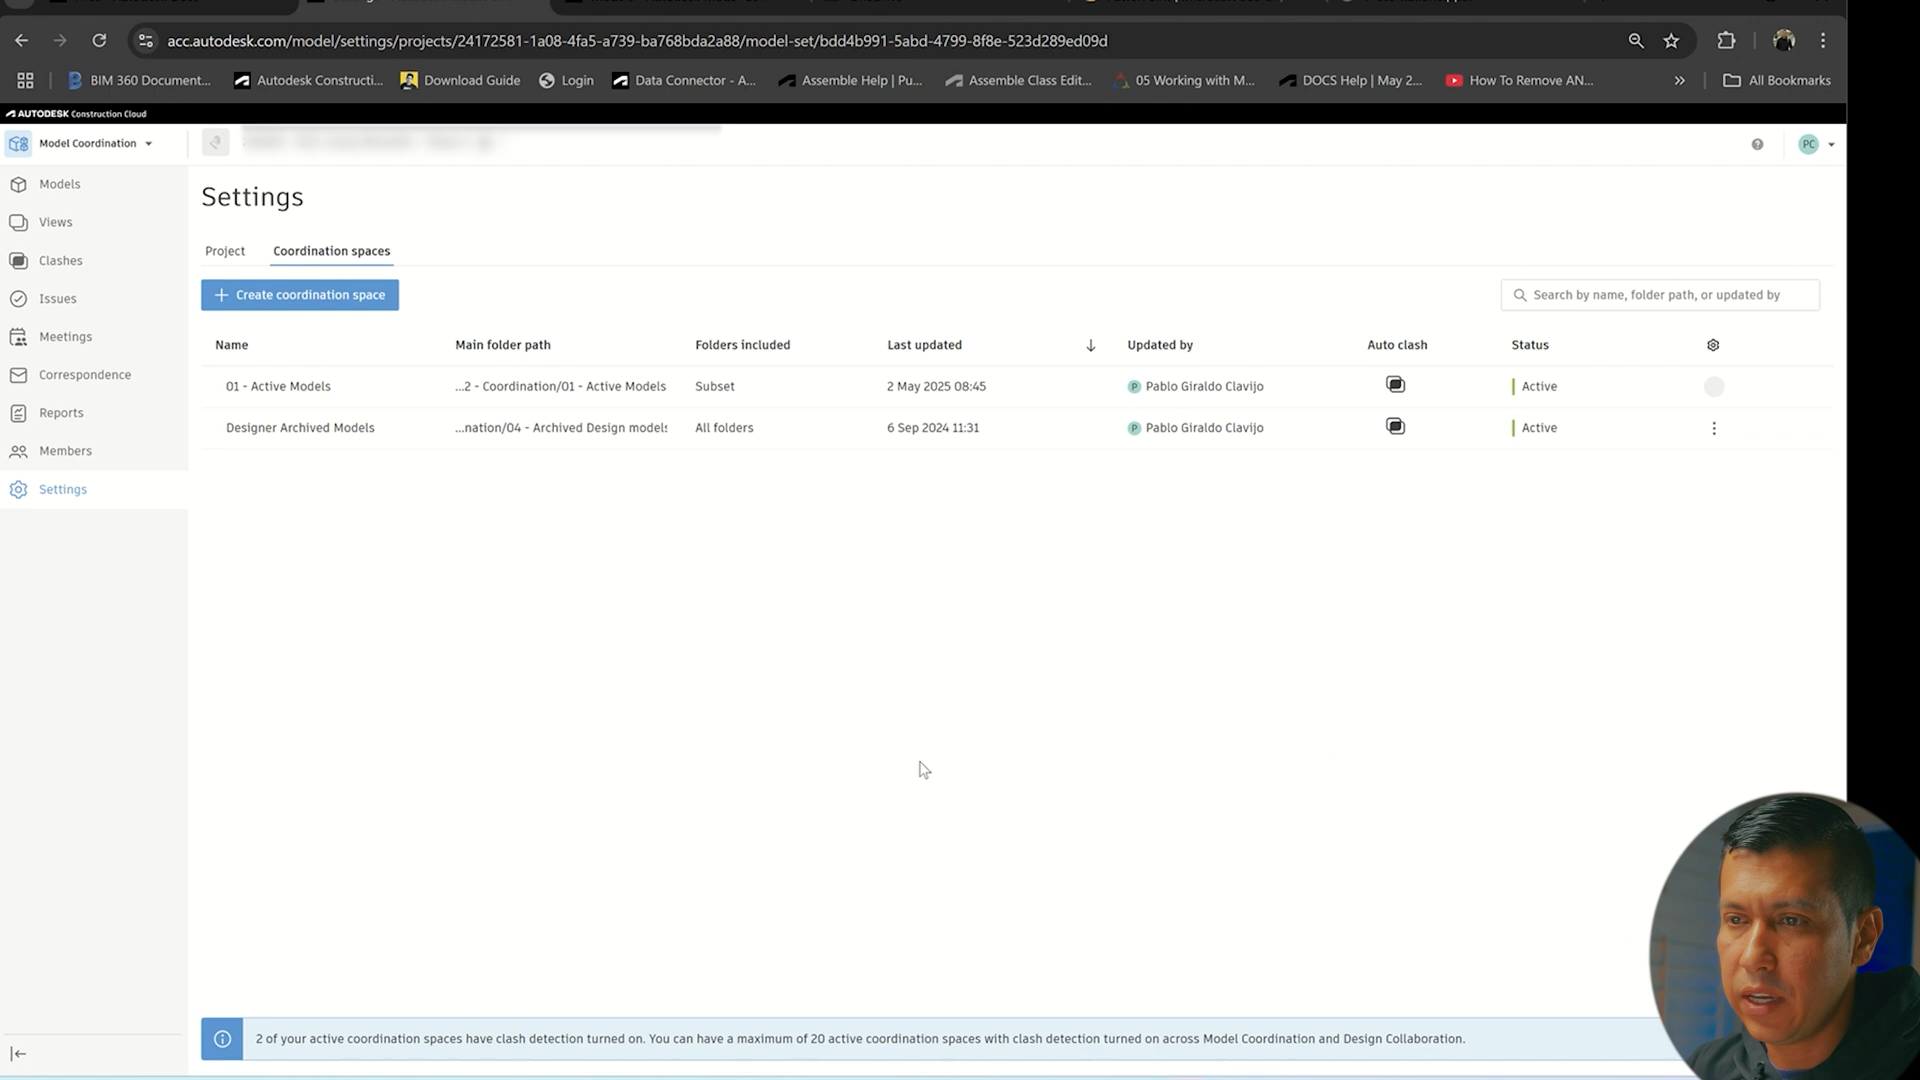 acc.autodesk.com/model/settings/projects/24172581-1a08-4fa5-a739-ba768bda2a88/model-set/bdd4b991-5abd-4799-8f8e-523d289ed09d
BIM 360 Document... Autodesk Constructi... Download Guide Login Data Connector - A... Assemble Help | Pu... Assemble Class Edit... 05 Working with M... DOCS Help | May 2... How To Remove AN... » All Bookmarks
AUTODESK Construction Cloud
Model Coordination PC
Models
Views
Clashes
Issues
Meetings
Correspondence
Reports
Members
Settings
Settings
Project Coordination spaces
Create coordination space Search by name, folder path, or updated by
Name Main folder path Folders included Last updated Updated by Auto clash Status
01 - Active Models ...2 - Coordination/01 - Active Models Subset 2 May 2025 08:45 P Pablo Giraldo Clavijo Active
Designer Archived Models ...nation/04 - Archived Design models All folders 6 Sep 2024 11:31 P Pablo Giraldo Clavijo Active
2 of your active coordination spaces have clash detection turned on. You can have a maximum of 20 active coordination spaces with clash detection turned on across Model Coordination and Design Collaboration.